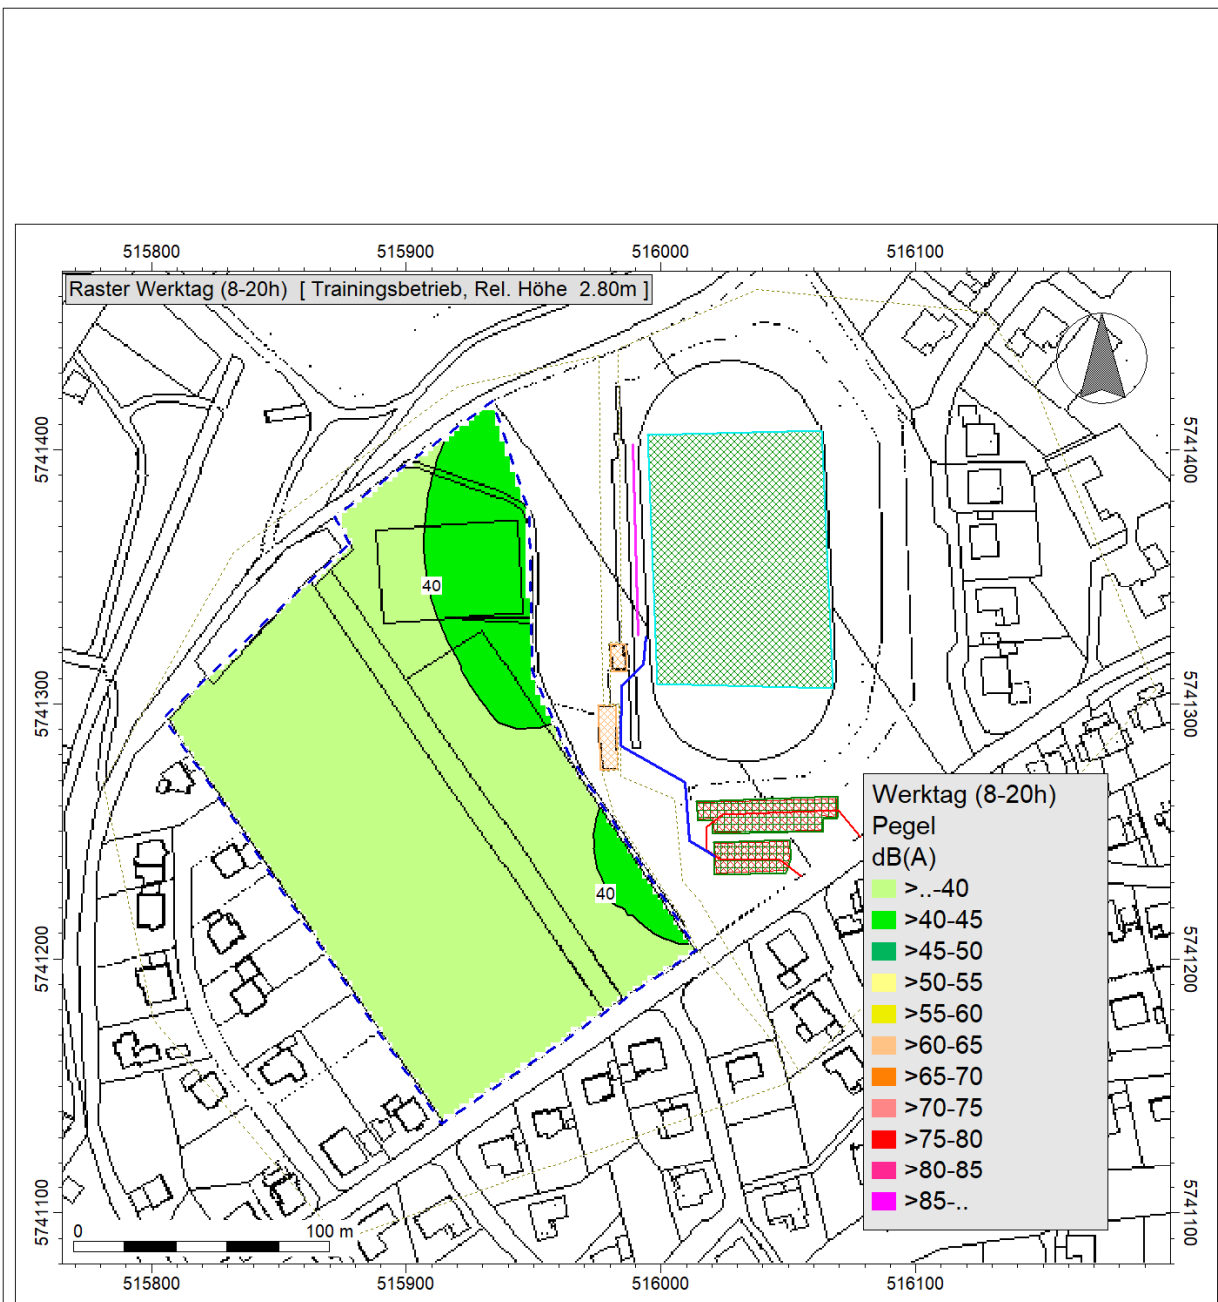 515800 515900 516000 516100
Raster Werktag (8-20h) [ Trainingsbetrieb, Rel. Höhe 2.80m ]
5741400 5741400
40
5741300 5741300
40
5741200 5741200
5741100 5741100
Werktag (8-20h)
Pegel
dB(A)
>..-40
>40-45
>45-50
>50-55
>55-60
>60-65
>65-70
>70-75
>75-80
>80-85
>85-..
0 100 m
515800 515900 516000 516100